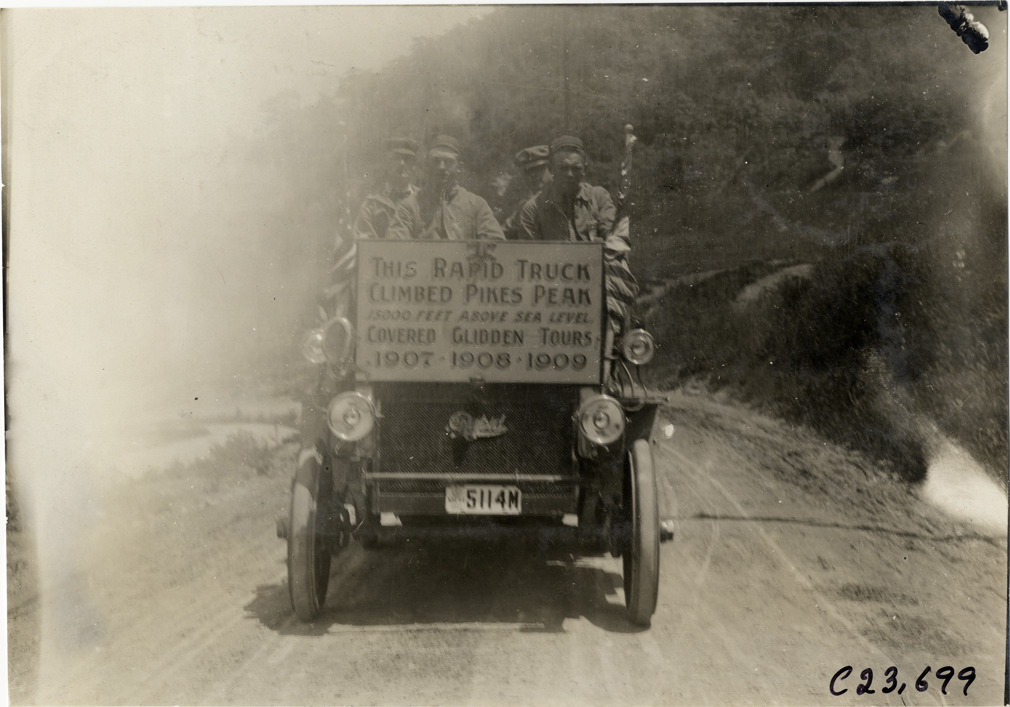 THIS RAPID TRUCK
CLIMBED PIKES PEAK
15000 FEET ABOVE SEA LEVEL
COVERED GLIDDEN TOURS
1907 · 1908 · 1909
Rapid
5114M
C23,699